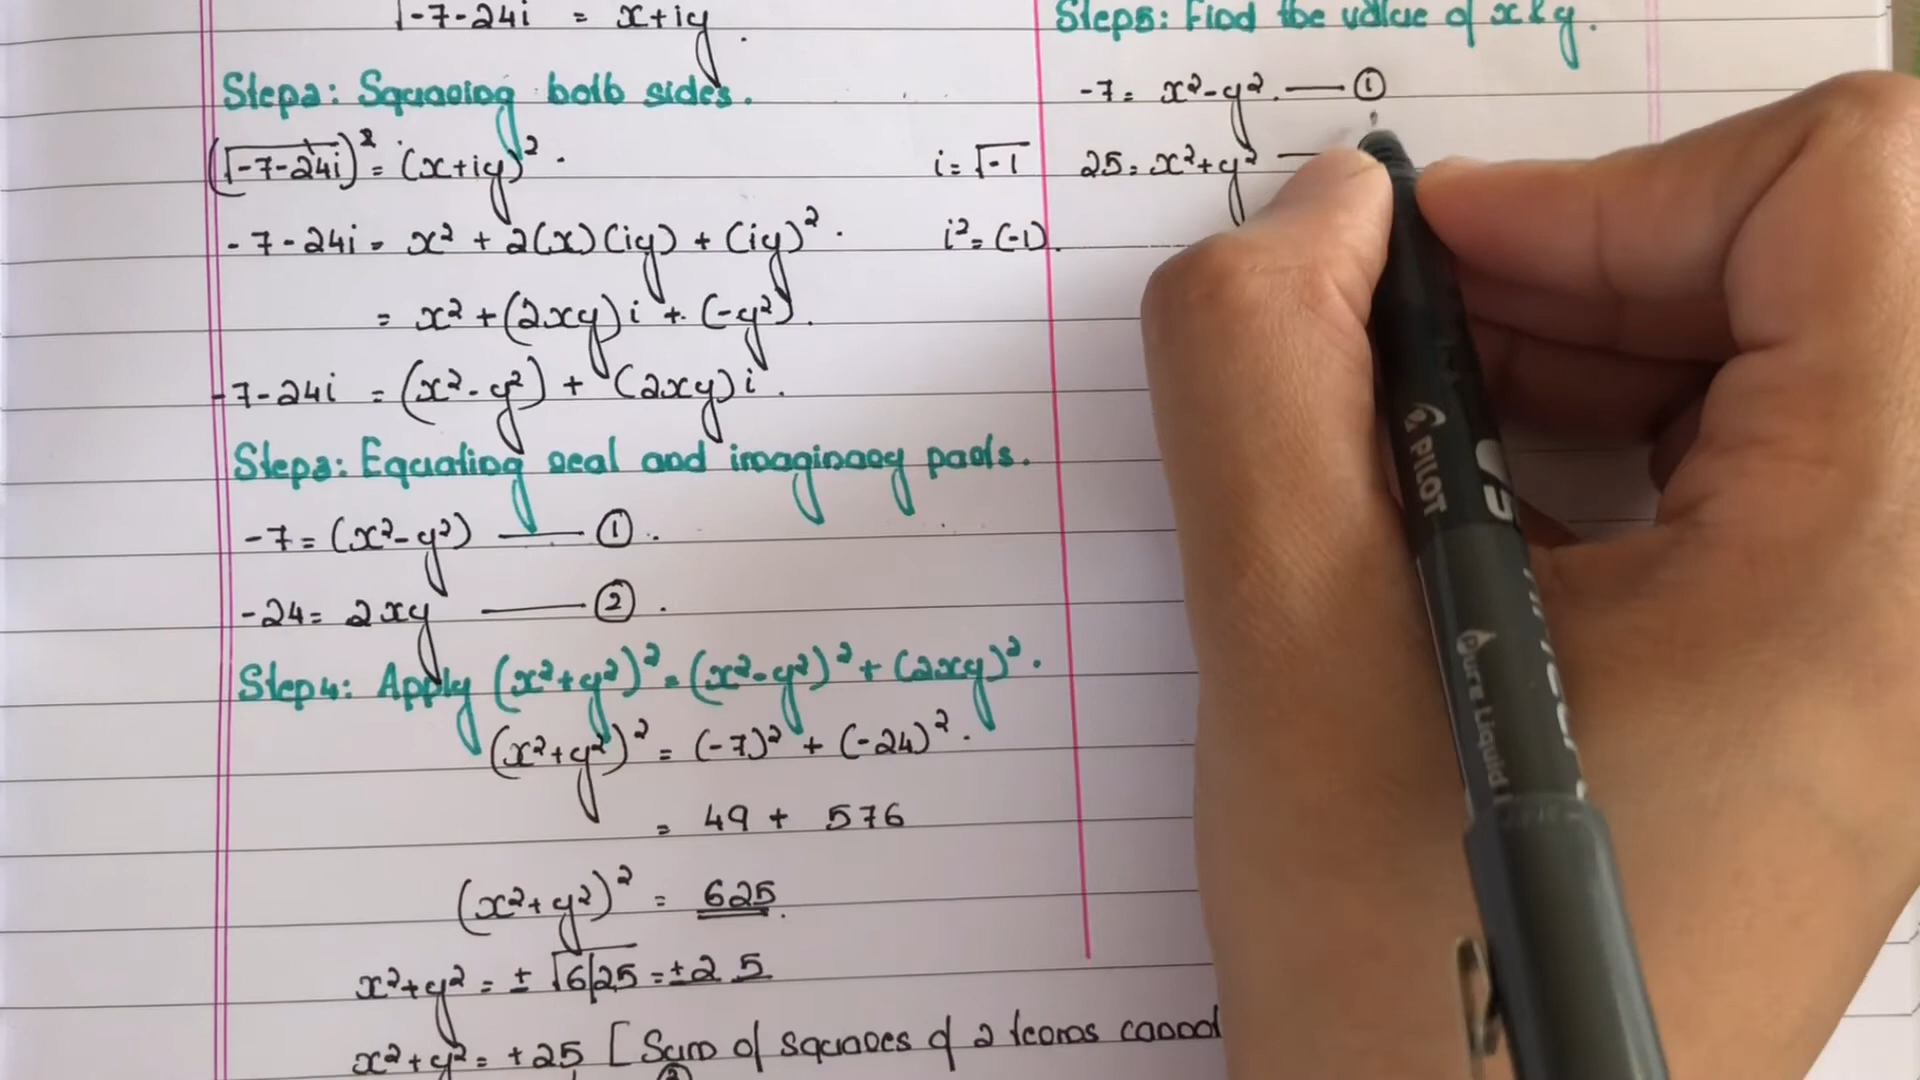 √-7-24i = x+iy.
Step2: Squaring both sides.
(√-7-24i)² = (x+iy)².
-7-24i = x² + 2(x)(iy) + (iy)².
= x² + (2xy)i + (-y²).
-7-24i = (x²-y²) + (2xy)i.
Step3: Equating real and imaginary parts.
-7 = (x²-y²) —— ①.
-24 = 2xy —— ②.
Step4: Apply (x²+y²)² = (x²-y²)² + (2xy)².
(x²+y²)² = (-7)² + (-24)².
= 49 + 576
(x²+y²)² = 625.
x²+y² = ± √625 = ±25
x²+y² = +25 [Sum of squares of 2 terms cannot
③
i = √-1
i² = (-1).
Step5: Find the value of x & y.
-7 = x²-y². —— ①
25 = x²+y² —
PILOT
V5
Pure Liquid